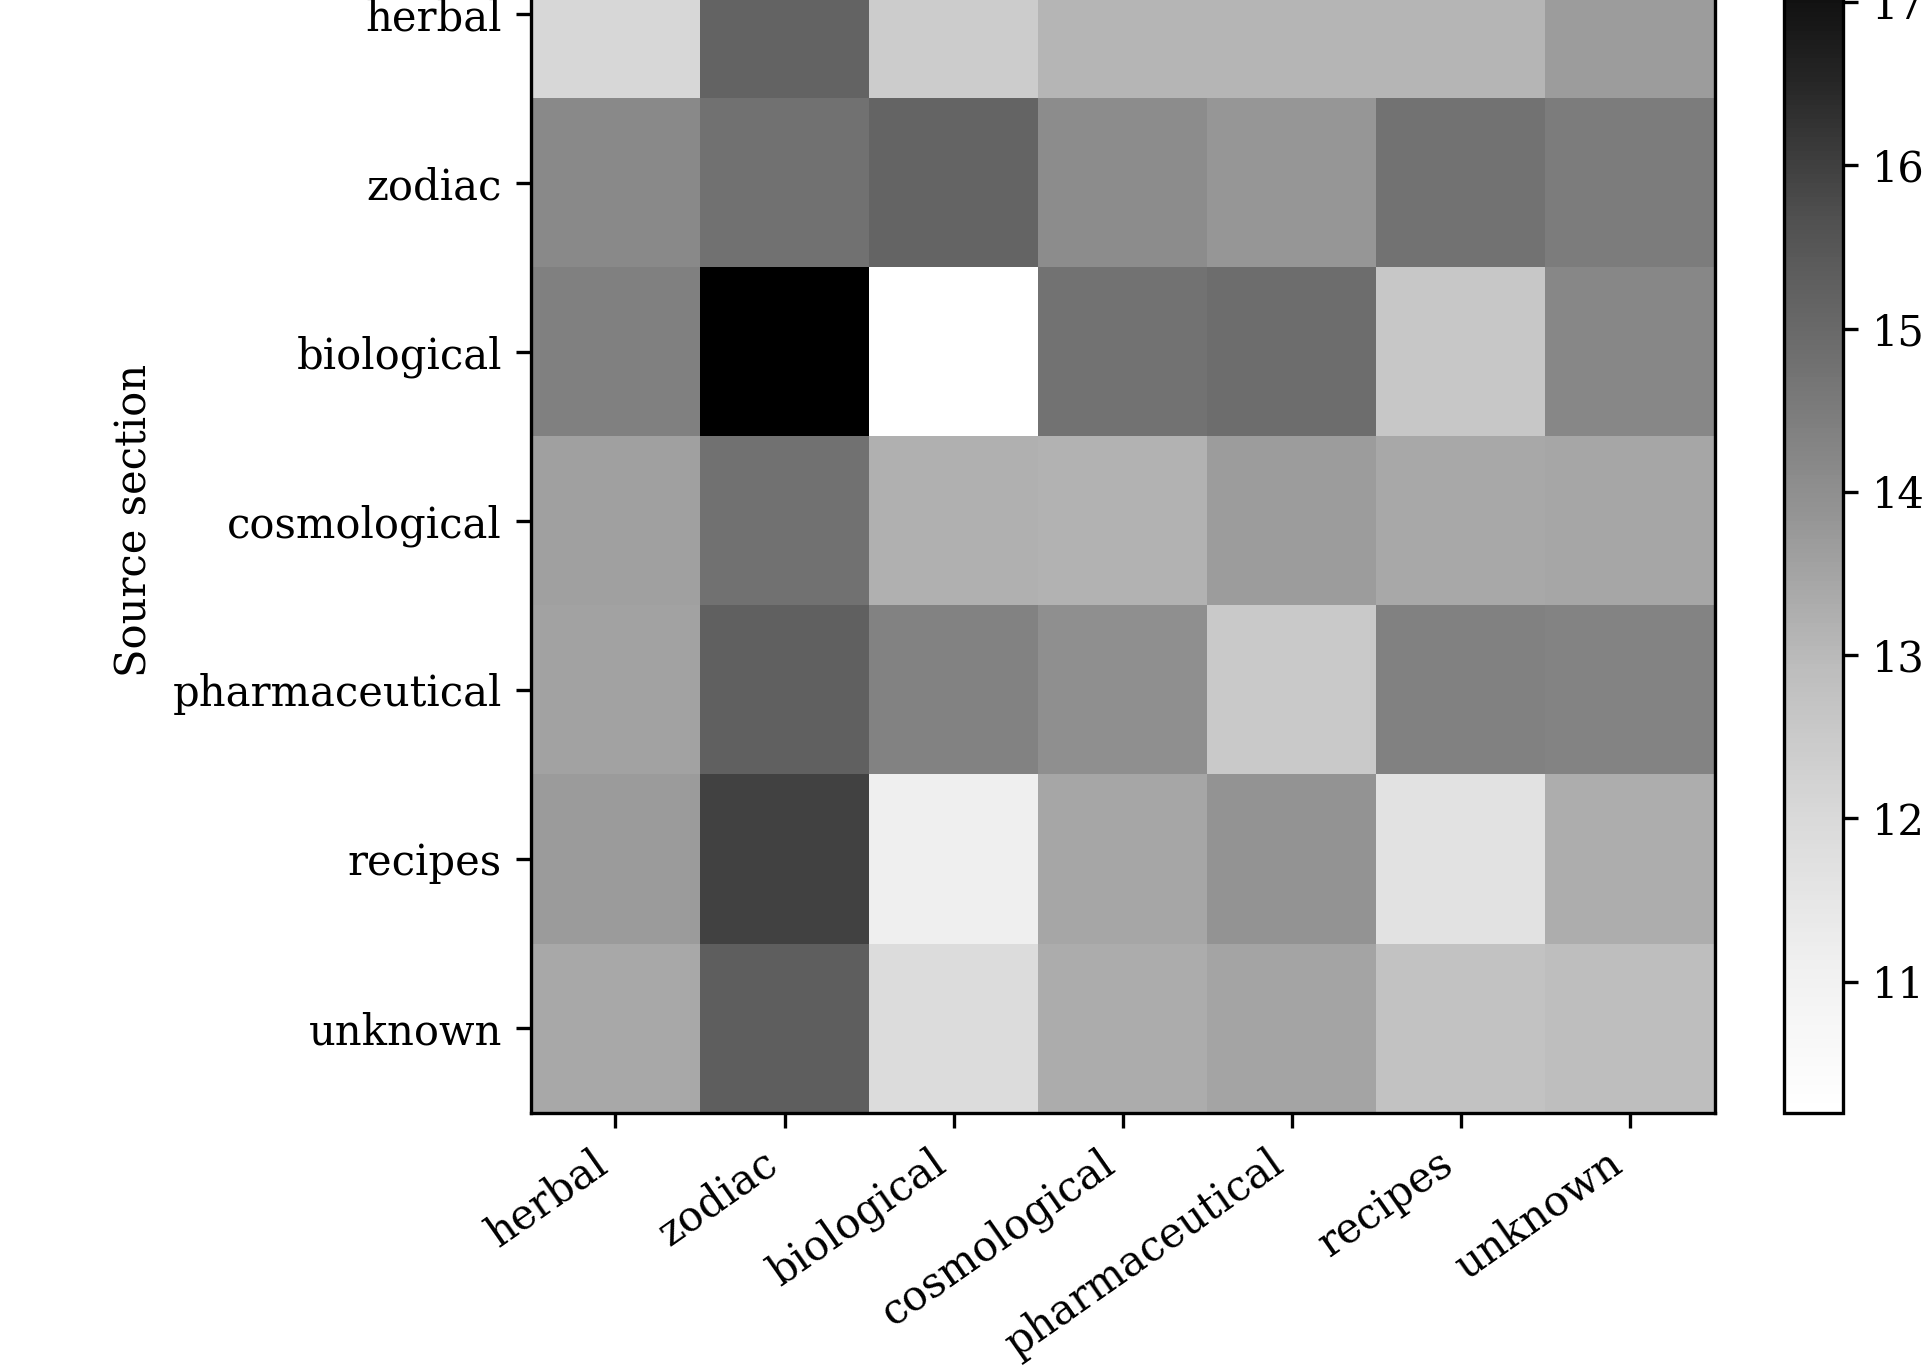 herbal
zodiac
biological
cosmological
pharmaceutical
recipes
unknown
Source section
herbal
zodiac
biological
cosmological
pharmaceutical
recipes
unknown
17
16
15
14
13
12
11